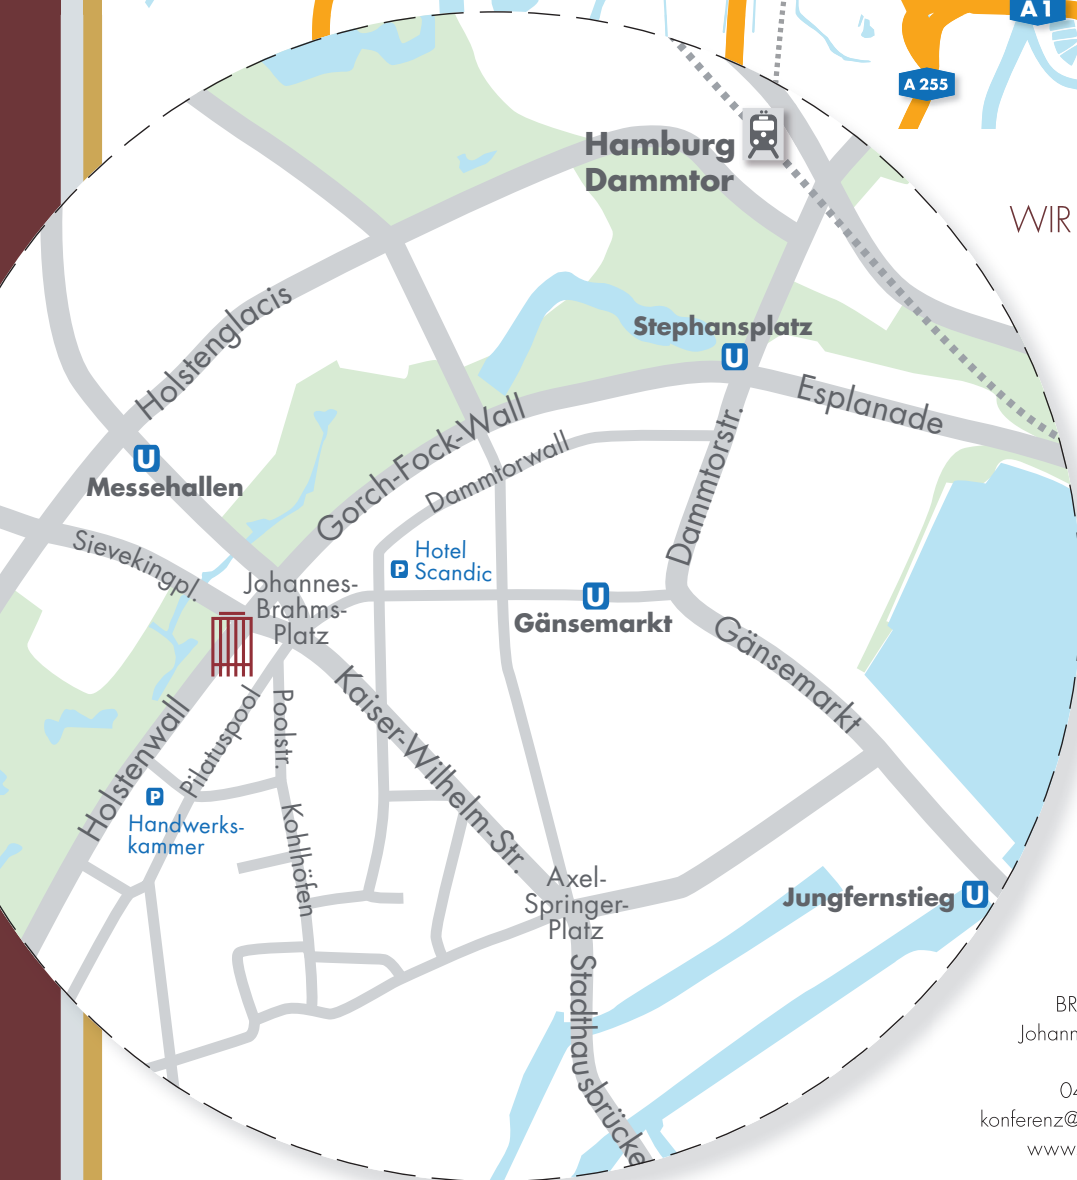 A 1
A 255
Hamburg
Dammtor
WIR
Holstenglacis
Stephansplatz
U
Esplanade
Gorch-Fock-Wall
Dammtorwall
Dammtorstr.
U
Messehallen
Sievekingpl.
Hotel
P Scandic
Johannes-
Brahms-
Platz
U
Gänsemarkt
Gänsemarkt
Kaiser-Wilhelm-Str.
Holstenwall
Pilatuspool
Poolstr.
P
Handwerks-
kammer
Kohlhöfen
Axel-
Springer-
Platz
Jungfernstieg U
Stadthausbrücke
BR
Johann
04
konferenz@
www